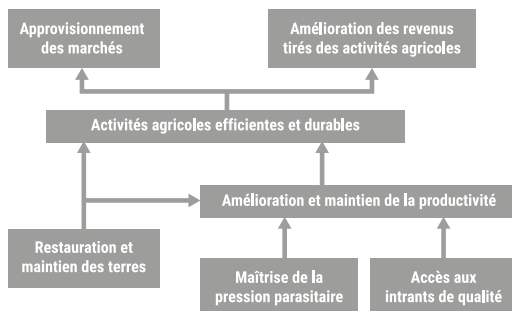 Approvisionnement
des marchés
Amélioration des revenus
tirés des activités agricoles
Activités agricoles efficientes et durables
Amélioration et maintien de la productivité
Restauration et
maintien des terres
Maîtrise de la
pression parasitaire
Accès aux
intrants de qualité